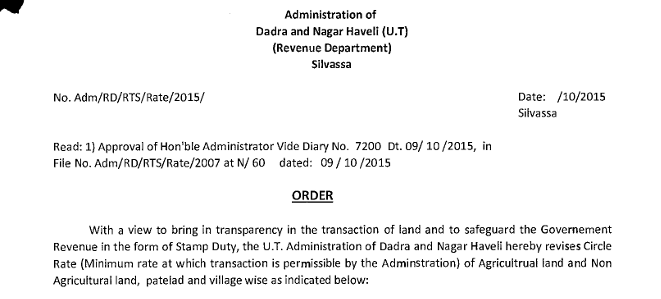 Administration of
Dadra and Nagar Haveli (U.T)
(Revenue Department)
Silvassa
No. Adm/RD/RTS/Rate/2015/ Date: /10/2015
Silvassa
Read: 1) Approval of Hon'ble Administrator Vide Diary No. 7200 Dt. 09/ 10 /2015, in
File No. Adm/RD/RTS/Rate/2007 at N/ 60 dated: 09 / 10 /2015
ORDER
With a view to bring in transparency in the transaction of land and to safeguard the Governement
Revenue in the form of Stamp Duty, the U.T. Administration of Dadra and Nagar Haveli hereby revises Circle
Rate (Minimum rate at which transaction is permissible by the Adminstration) of Agricultrual land and Non
Agricultural land, patelad and village wise as indicated below: